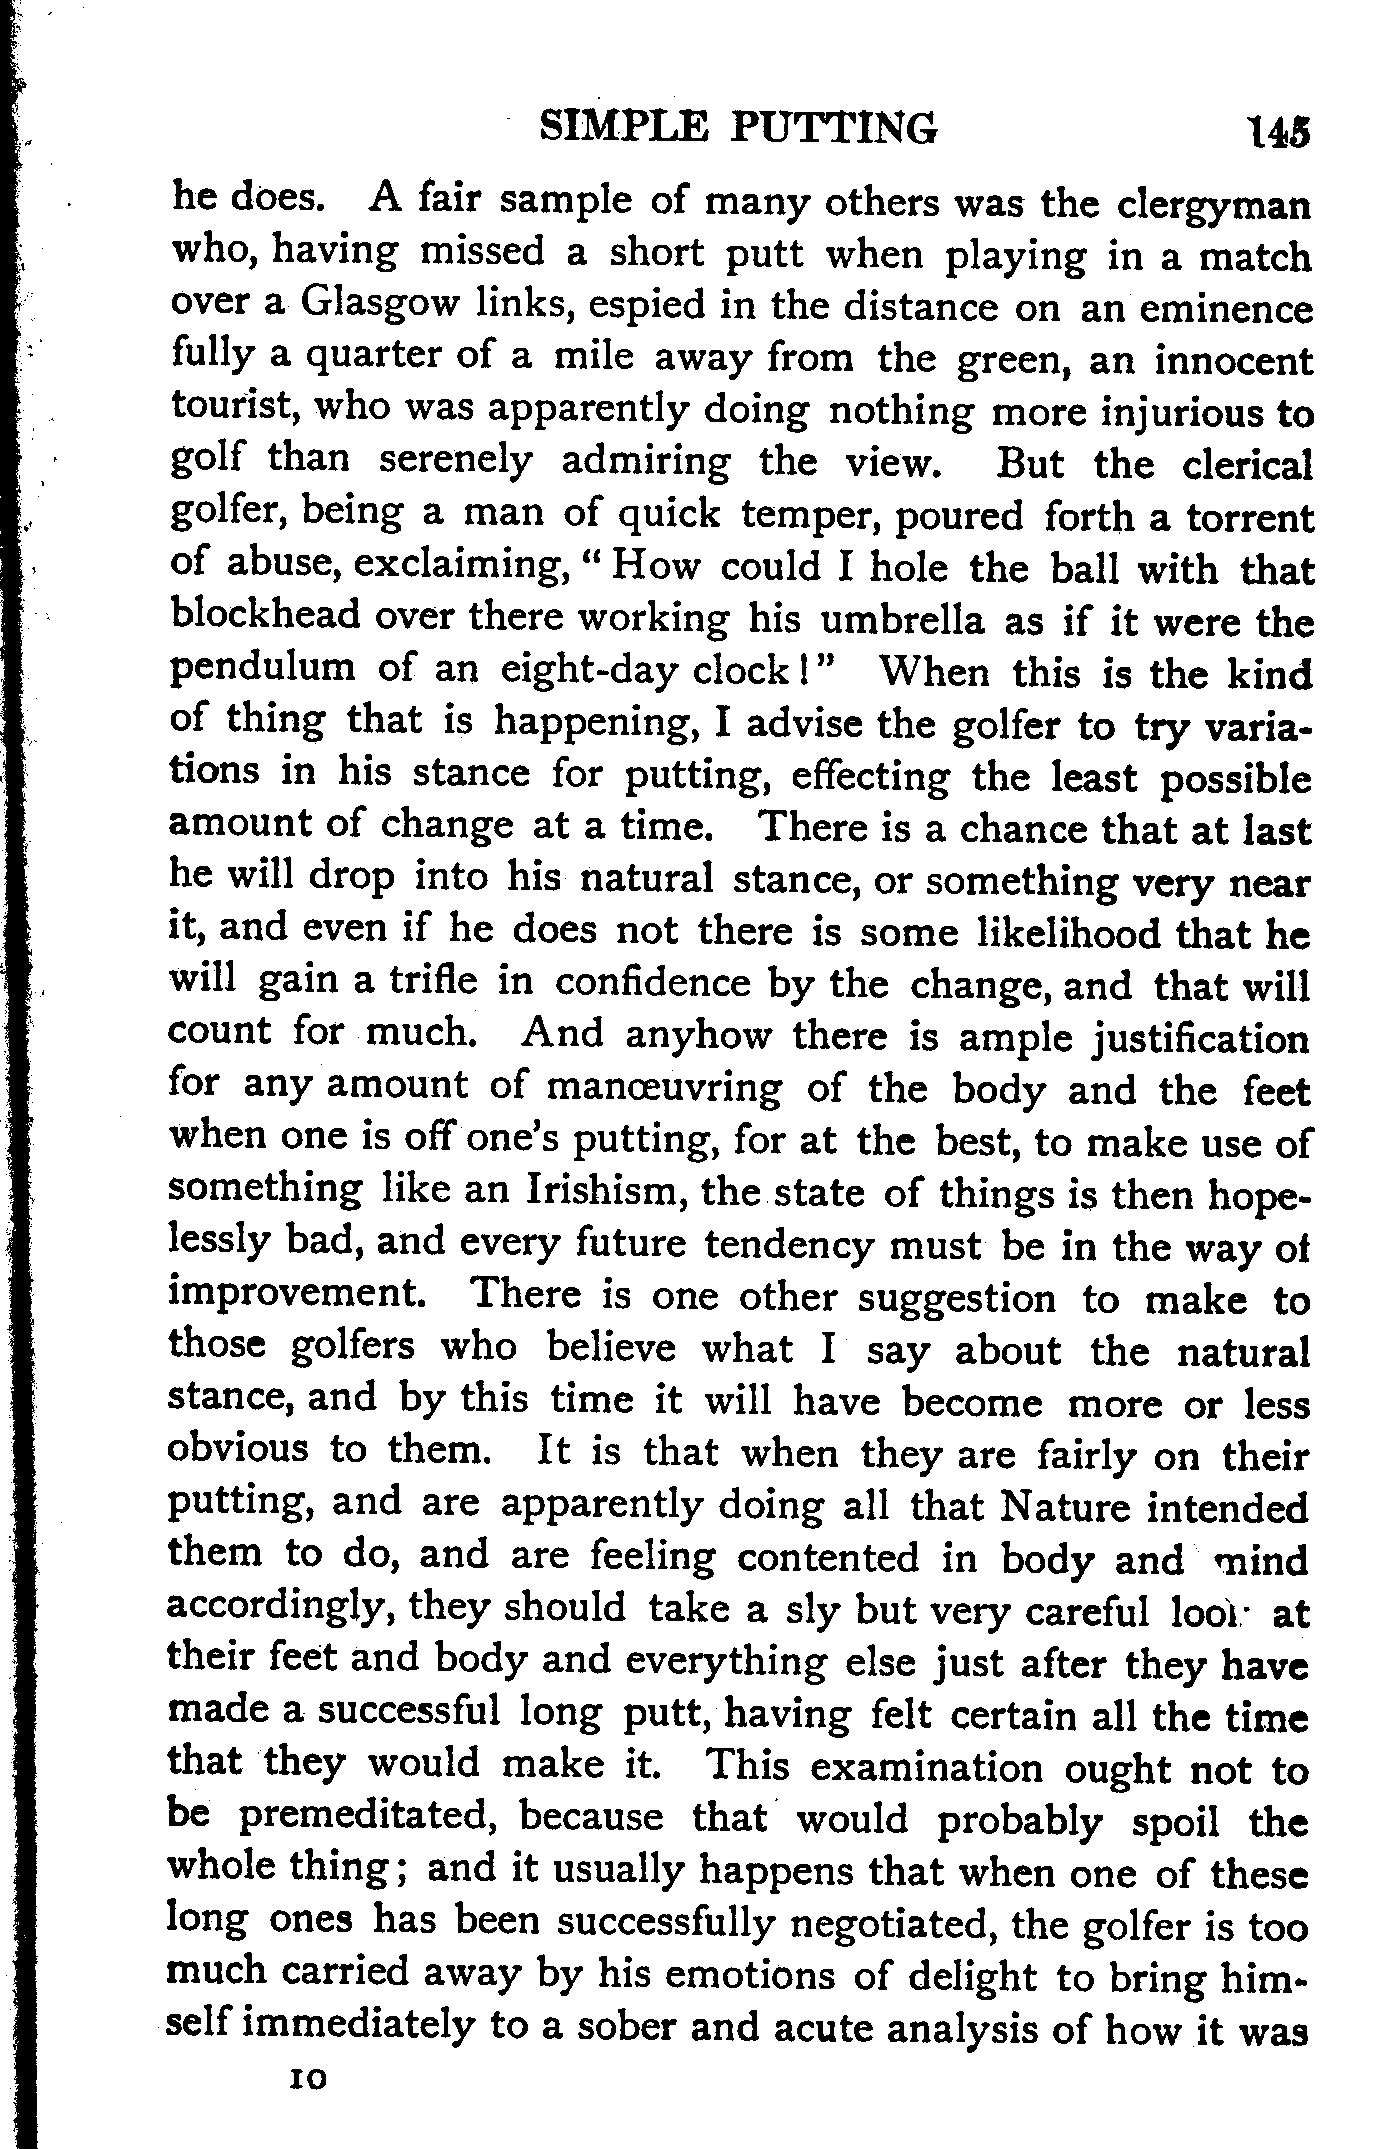 SIMPLE PUTTING 145
he does. A fair sample of many others was the clergyman
who, having missed a short putt when playing in a match
over a Glasgow links, espied in the distance on an eminence
fully a quarter of a mile away from the green, an innocent
tourist, who was apparently doing nothing more injurious to
golf than serenely admiring the view. But the clerical
golfer, being a man of quick temper, poured forth a torrent
of abuse, exclaiming, “ How could I hole the ball with that
blockhead over there working his umbrella as if it were the
pendulum of an eight-day clock !” When this is the kind
of thing that is happening, I advise the golfer to try varia-
tions in his stance for putting, effecting the least possible
amount of change at a time. There is a chance that at last
he will drop into his natural stance, or something very near
it, and even if he does not there is some likelihood that he
will gain a trifle in confidence by the change, and that will
count for much. And anyhow there is ample justification
for any amount of manœuvring of the body and the feet
when one is off one's putting, for at the best, to make use of
something like an Irishism, the state of things is then hope-
lessly bad, and every future tendency must be in the way of
improvement. There is one other suggestion to make to
those golfers who believe what I say about the natural
stance, and by this time it will have become more or less
obvious to them. It is that when they are fairly on their
putting, and are apparently doing all that Nature intended
them to do, and are feeling contented in body and mind
accordingly, they should take a sly but very careful look at
their feet and body and everything else just after they have
made a successful long putt, having felt certain all the time
that they would make it. This examination ought not to
be premeditated, because that would probably spoil the
whole thing; and it usually happens that when one of these
long ones has been successfully negotiated, the golfer is too
much carried away by his emotions of delight to bring him-
self immediately to a sober and acute analysis of how it was
10